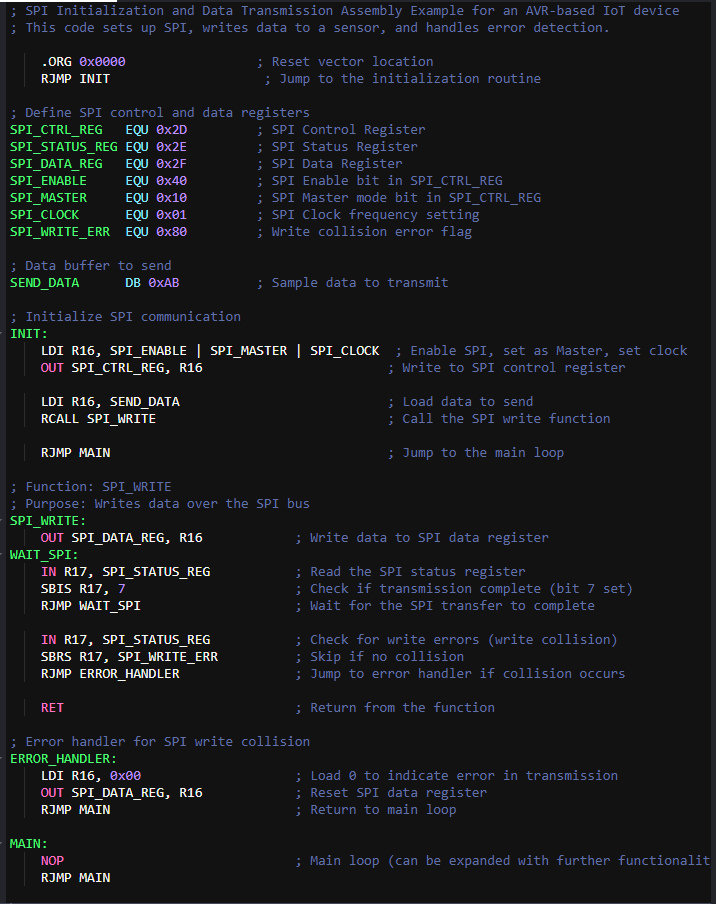 ; SPI Initialization and Data Transmission Assembly Example for an AVR-based IoT device
; This code sets up SPI, writes data to a sensor, and handles error detection.
.ORG 0x0000 ; Reset vector location
RJMP INIT ; Jump to the initialization routine
; Define SPI control and data registers
SPI_CTRL_REG EQU 0x2D ; SPI Control Register
SPI_STATUS_REG EQU 0x2E ; SPI Status Register
SPI_DATA_REG EQU 0x2F ; SPI Data Register
SPI_ENABLE EQU 0x40 ; SPI Enable bit in SPI_CTRL_REG
SPI_MASTER EQU 0x10 ; SPI Master mode bit in SPI_CTRL_REG
SPI_CLOCK EQU 0x01 ; SPI Clock frequency setting
SPI_WRITE_ERR EQU 0x80 ; Write collision error flag
; Data buffer to send
SEND_DATA DB 0xAB ; Sample data to transmit
; Initialize SPI communication
INIT:
LDI R16, SPI_ENABLE | SPI_MASTER | SPI_CLOCK ; Enable SPI, set as Master, set clock
OUT SPI_CTRL_REG, R16 ; Write to SPI control register
LDI R16, SEND_DATA ; Load data to send
RCALL SPI_WRITE ; Call the SPI write function
RJMP MAIN ; Jump to the main loop
; Function: SPI_WRITE
; Purpose: Writes data over the SPI bus
SPI_WRITE:
OUT SPI_DATA_REG, R16 ; Write data to SPI data register
WAIT_SPI:
IN R17, SPI_STATUS_REG ; Read the SPI status register
SBIS R17, 7 ; Check if transmission complete (bit 7 set)
RJMP WAIT_SPI ; Wait for the SPI transfer to complete
IN R17, SPI_STATUS_REG ; Check for write errors (write collision)
SBRS R17, SPI_WRITE_ERR ; Skip if no collision
RJMP ERROR_HANDLER ; Jump to error handler if collision occurs
RET ; Return from the function
; Error handler for SPI write collision
ERROR_HANDLER:
LDI R16, 0x00 ; Load 0 to indicate error in transmission
OUT SPI_DATA_REG, R16 ; Reset SPI data register
RJMP MAIN ; Return to main loop
MAIN:
NOP ; Main loop (can be expanded with further functionalit
RJMP MAIN